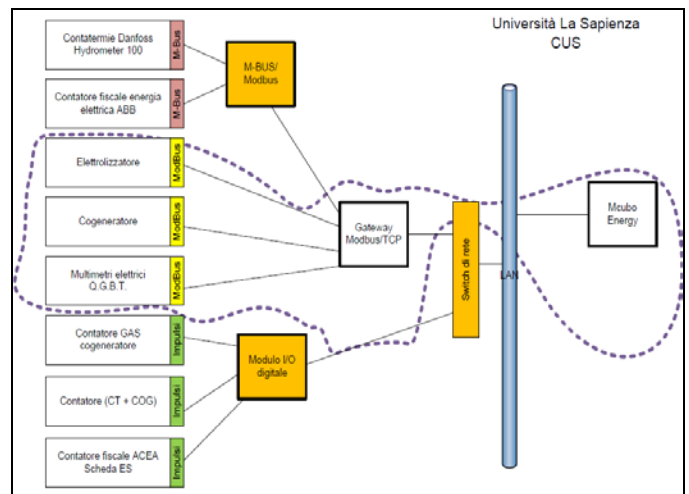 Università La Sapienza
CUS
Contatermie Danfoss
Hydrometer 100
M-Bus
M-BUS/
Modbus
Contatore fiscale energia
elettrica ABB
M-Bus
Elettrolizzatore
ModBus
Cogeneratore
ModBus
Gateway
Modbus/TCP
Switch di rete
LAN
Mcubo
Energy
Multimetri elettrici
Q.G.B.T.
ModBus
Contatore GAS
cogeneratore
Impulsi
Modulo I/O
digitale
Contatore (CT + COG)
Impulsi
Contatore fiscale ACEA
Scheda ES
Impulsi